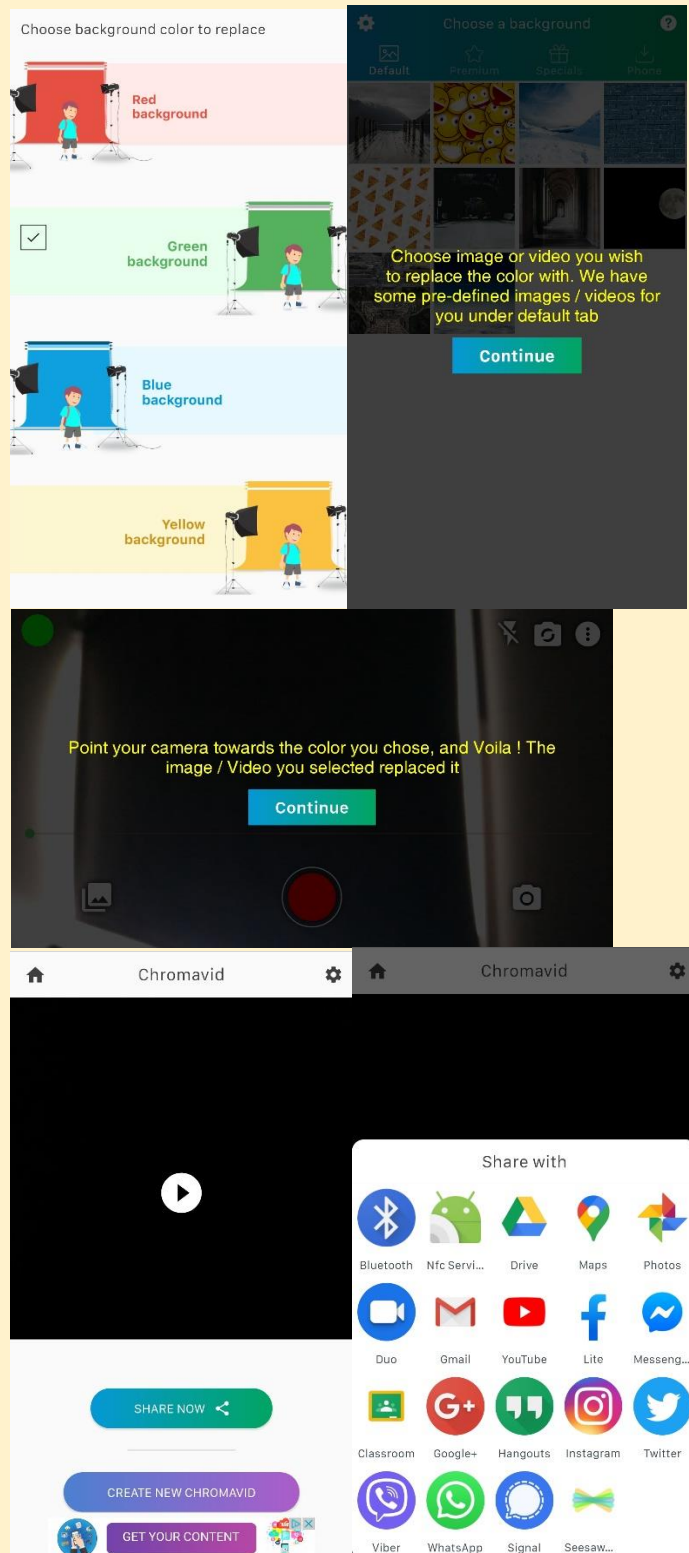 Choose background color to replace
Red
background
Green
background
Blue
background
Yellow
background
Choose a background
Default
Premium
Specials
Phone
Choose image or video you wish
to replace the color with. We have
some pre-defined images / videos for
you under default tab
Continue
Point your camera towards the color you chose, and Voila ! The
image / Video you selected replaced it
Continue
Chromavid
SHARE NOW
CREATE NEW CHROMAVID
GET YOUR CONTENT
Chromavid
Share with
Bluetooth
Nfc Servi...
Drive
Maps
Photos
Duo
Gmail
YouTube
Lite
Messeng...
Classroom
Google+
Hangouts
Instagram
Twitter
Viber
WhatsApp
Signal
Seesaw...